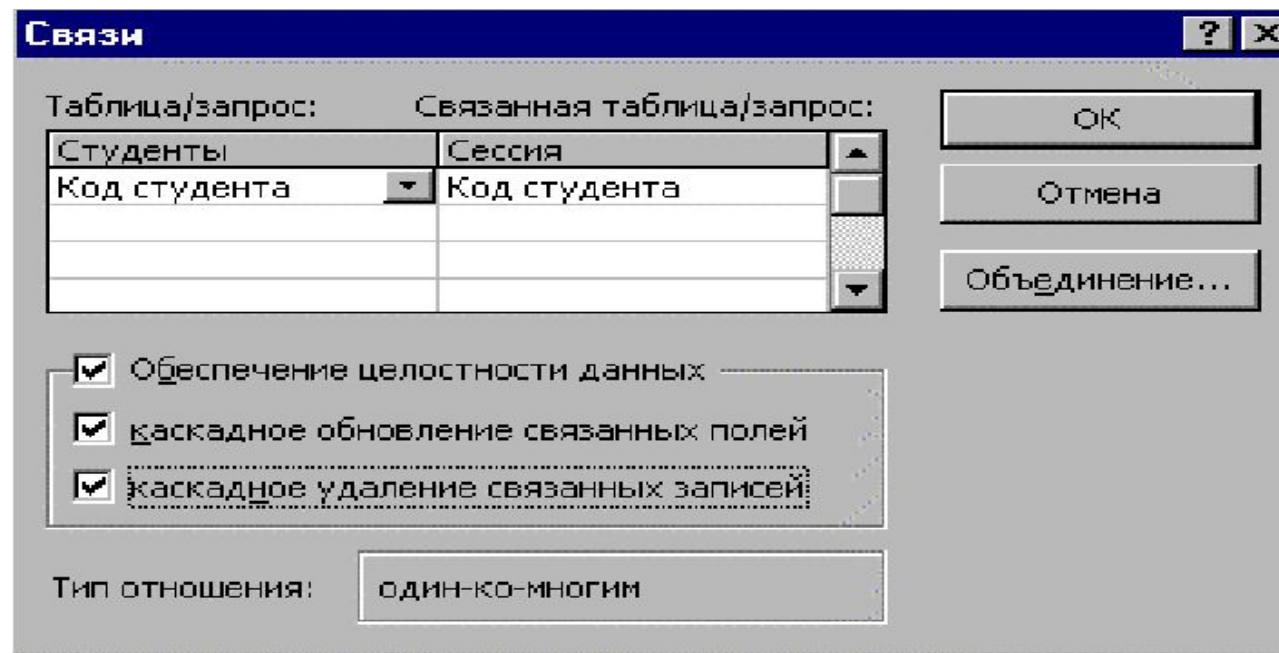 Связи
Таблица/запрос: Связанная таблица/запрос:
Студенты Сессия
Код студента Код студента
ОК
Отмена
Объединение...
Обеспечение целостности данных
каскадное обновление связанных полей
каскадное удаление связанных записей
Тип отношения: один-ко-многим